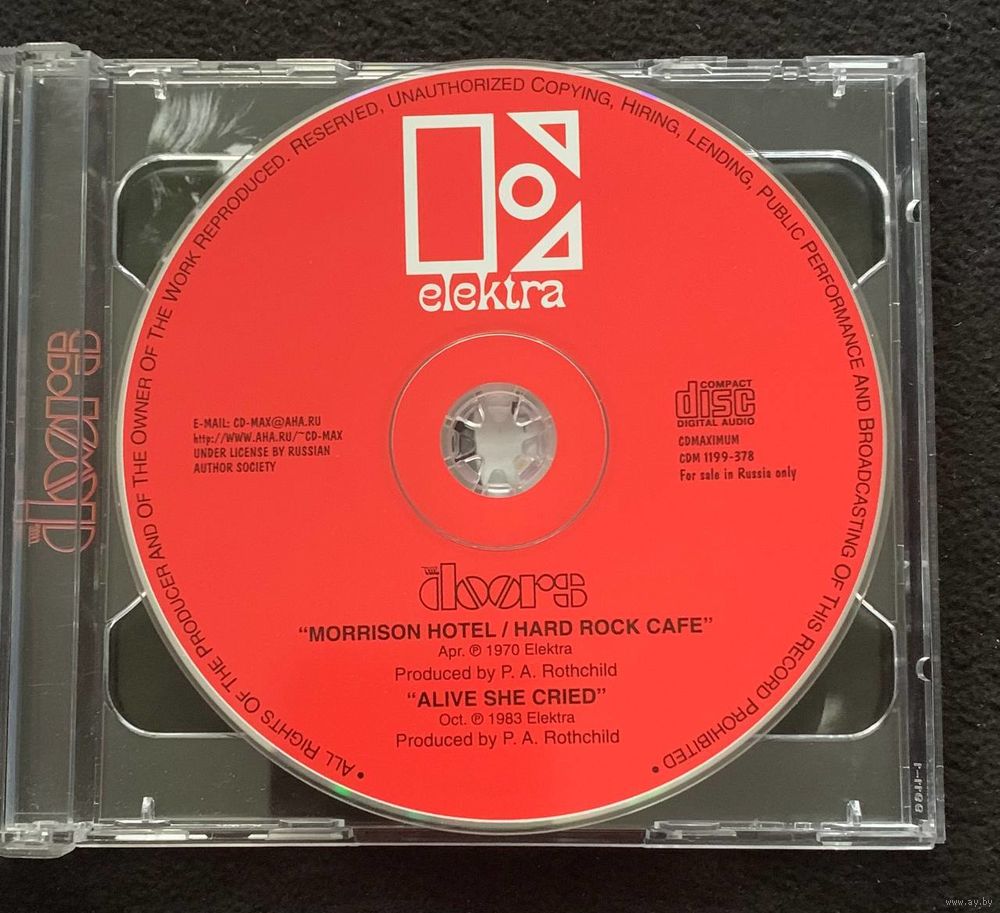 • ALL RIGHTS OF THE PRODUCER AND OF THE OWNER OF THE WORK REPRODUCED. RESERVED, UNAUTHORIZED COPYING, HIRING, LENDING, PUBLIC PERFORMANCE AND BROADCASTING OF THIS RECORD PROHIBITED •
elektra
E-MAIL: CD-MAX@AHA.RU
http://WWW.AHA.RU/~CD-MAX
UNDER LICENSE BY RUSSIAN
AUTHOR SOCIETY
COMPACT
disc
DIGITAL AUDIO
CDMAXIMUM
CDM 1199-378
For sale in Russia only
THE doors
THE doors
"MORRISON HOTEL / HARD ROCK CAFE"
Apr. ℗ 1970 Elektra
Produced by P. A. Rothchild
"ALIVE SHE CRIED"
Oct. ℗ 1983 Elektra
Produced by P. A. Rothchild
www.ay.by